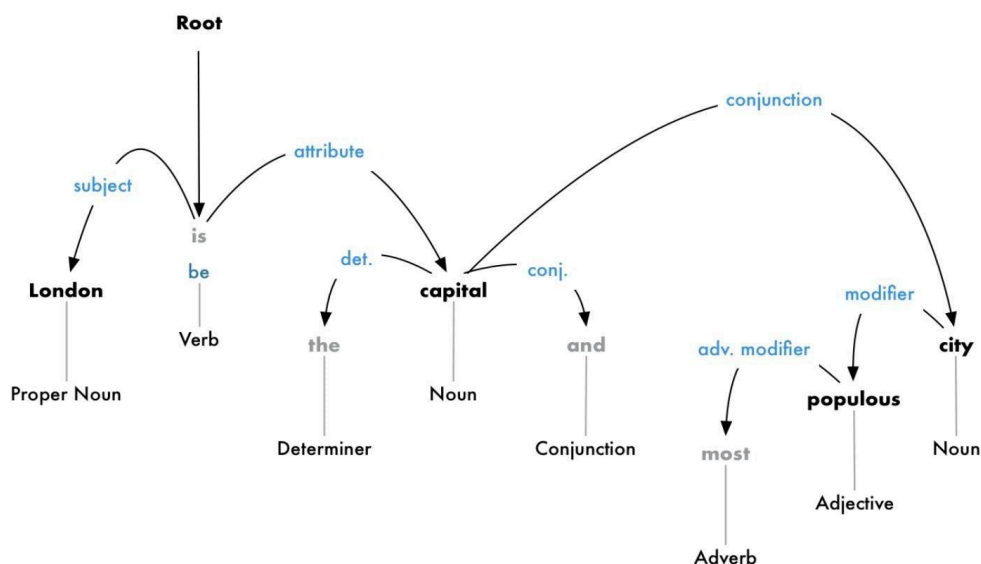 Root
conjunction
attribute
subject
is
det.
conj.
be
London
capital
modifier
Verb
the
and
adv. modifier
city
Proper Noun
Noun
populous
Determiner
Conjunction
most
Noun
Adjective
Adverb